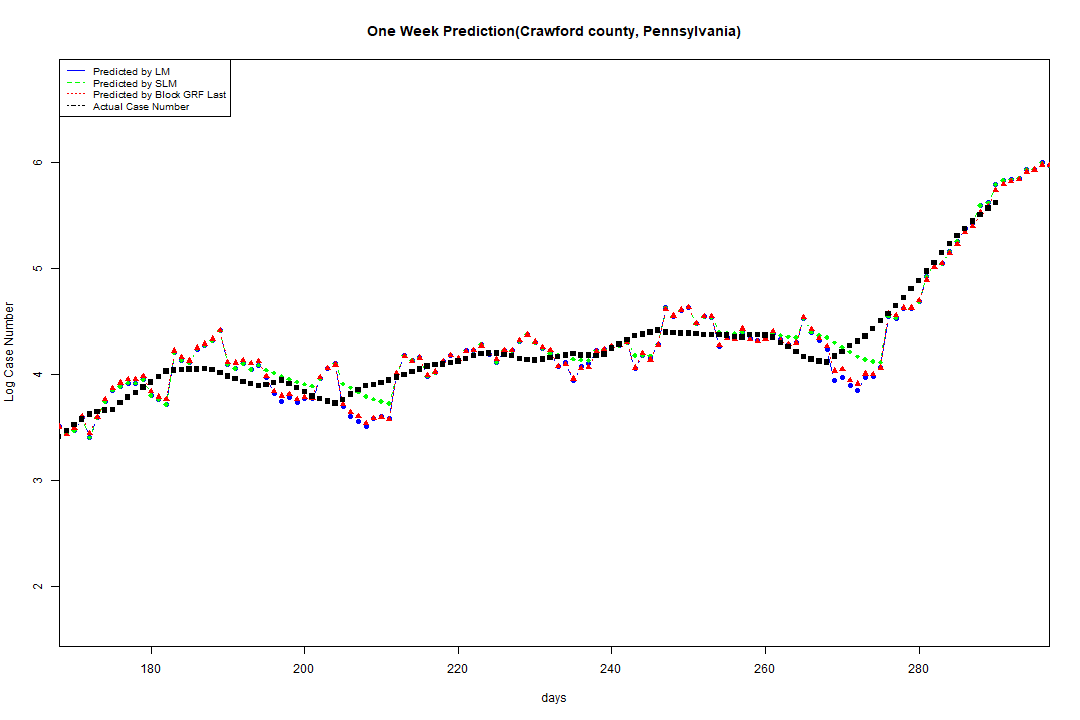 One Week Prediction(Crawford county, Pennsylvania)
Predicted by LM
Predicted by SLM
Predicted by Block GRF Last
Actual Case Number
6
5
4
3
2
Log Case Number
180 200 220 240 260 280
days